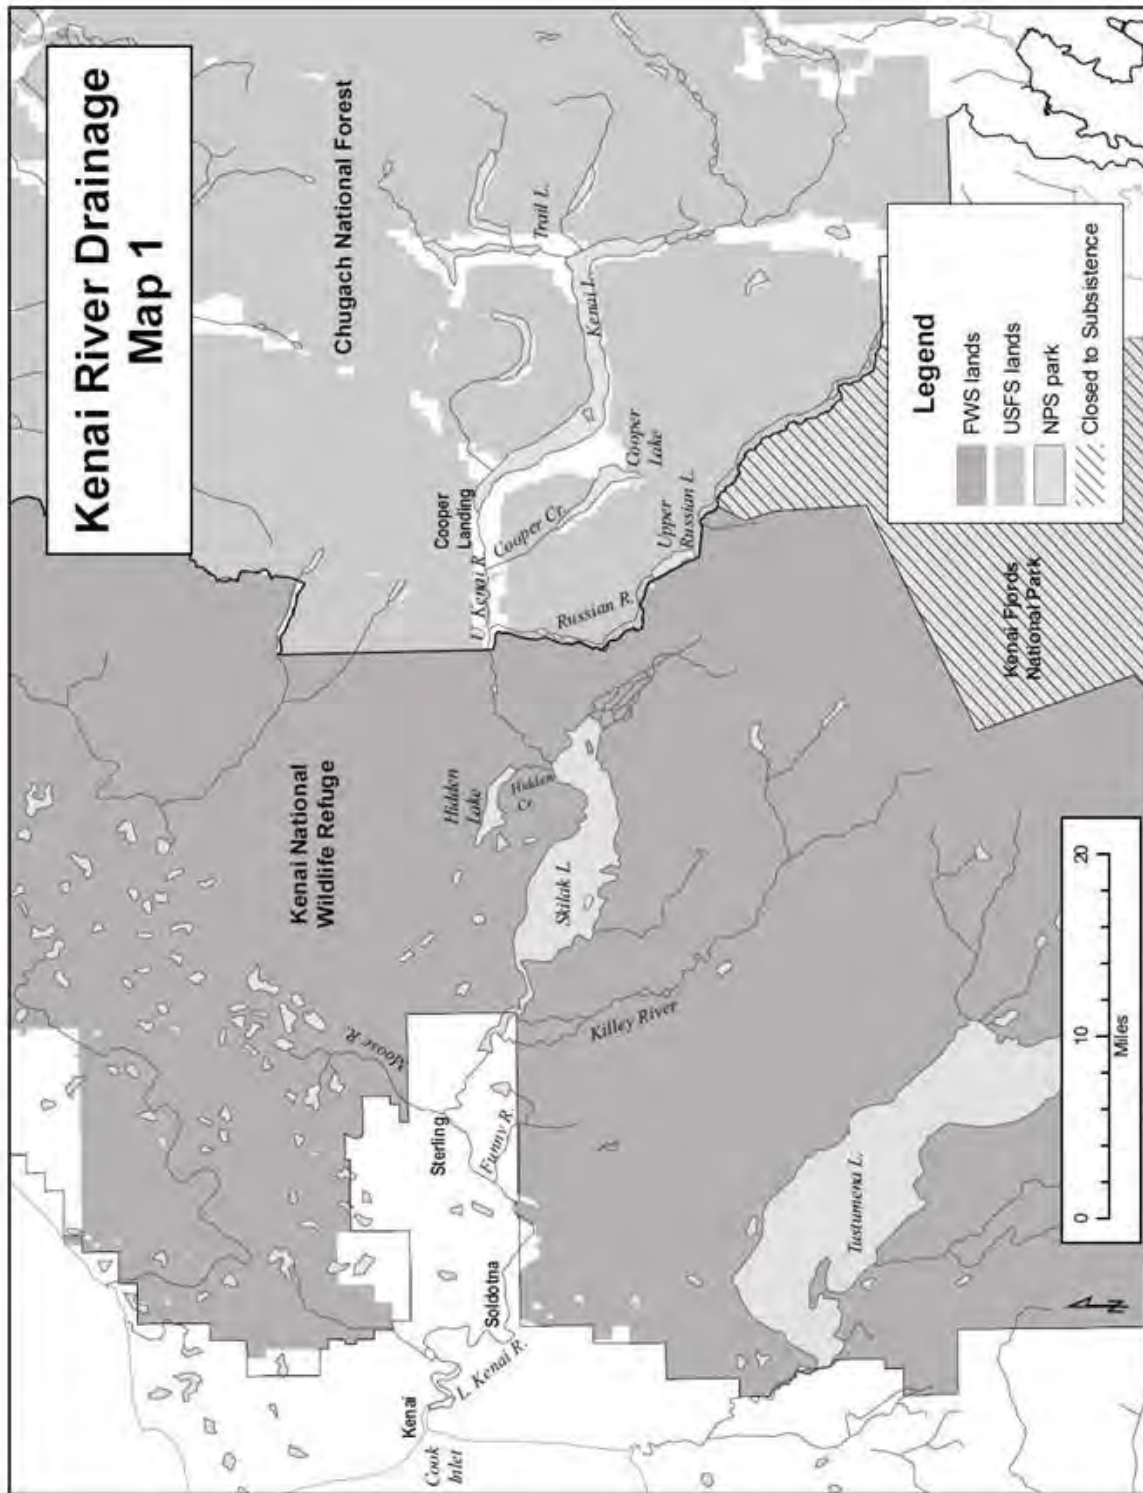 Kenai River Drainage
Map 1
Chugach National Forest
Kenai National
Wildlife Refuge
Kenai Fjords
National Park
Cook
Inlet
Kenai
L. Kenai R.
Soldotna
Sterling
Funny R.
Moose R.
Killey River
Skilak L.
Hidden
Lake
Hidden
Cr.
Tustumena L.
U. Kenai R.
Cooper
Landing
Cooper Cr.
Cooper
Lake
Russian R.
Upper
Russian L.
Kenai L.
Trail L.
Legend
FWS lands
USFS lands
NPS park
Closed to Subsistence
0 10 20
Miles
N